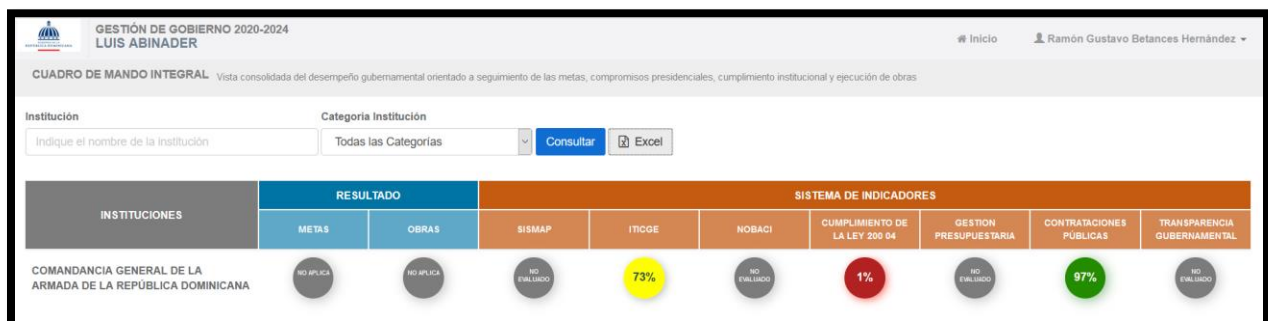 GESTIÓN DE GOBIERNO 2020-2024
LUIS ABINADER
Inicio
Ramón Gustavo Betances Hernández
CUADRO DE MANDO INTEGRAL Vista consolidada del desempeño gubernamental orientado a seguimiento de las metas, compromisos presidenciales, cumplimiento institucional y ejecución de obras
Institución
Categoría Institución
Indique el nombre de la institución
Todas las Categorías
Consultar
Excel
INSTITUCIONES
RESULTADO
SISTEMA DE INDICADORES
METAS
OBRAS
SISMAP
ITICGE
NOBACI
CUMPLIMIENTO DE
LA LEY 200 04
GESTION
PRESUPUESTARIA
CONTRATACIONES
PÚBLICAS
TRANSPARENCIA
GUBERNAMENTAL
COMANDANCIA GENERAL DE LA
ARMADA DE LA REPÚBLICA DOMINICANA
NO APLICA
NO APLICA
NO
EVALUADO
73%
NO
EVALUADO
1%
NO
EVALUADO
97%
NO
EVALUADO